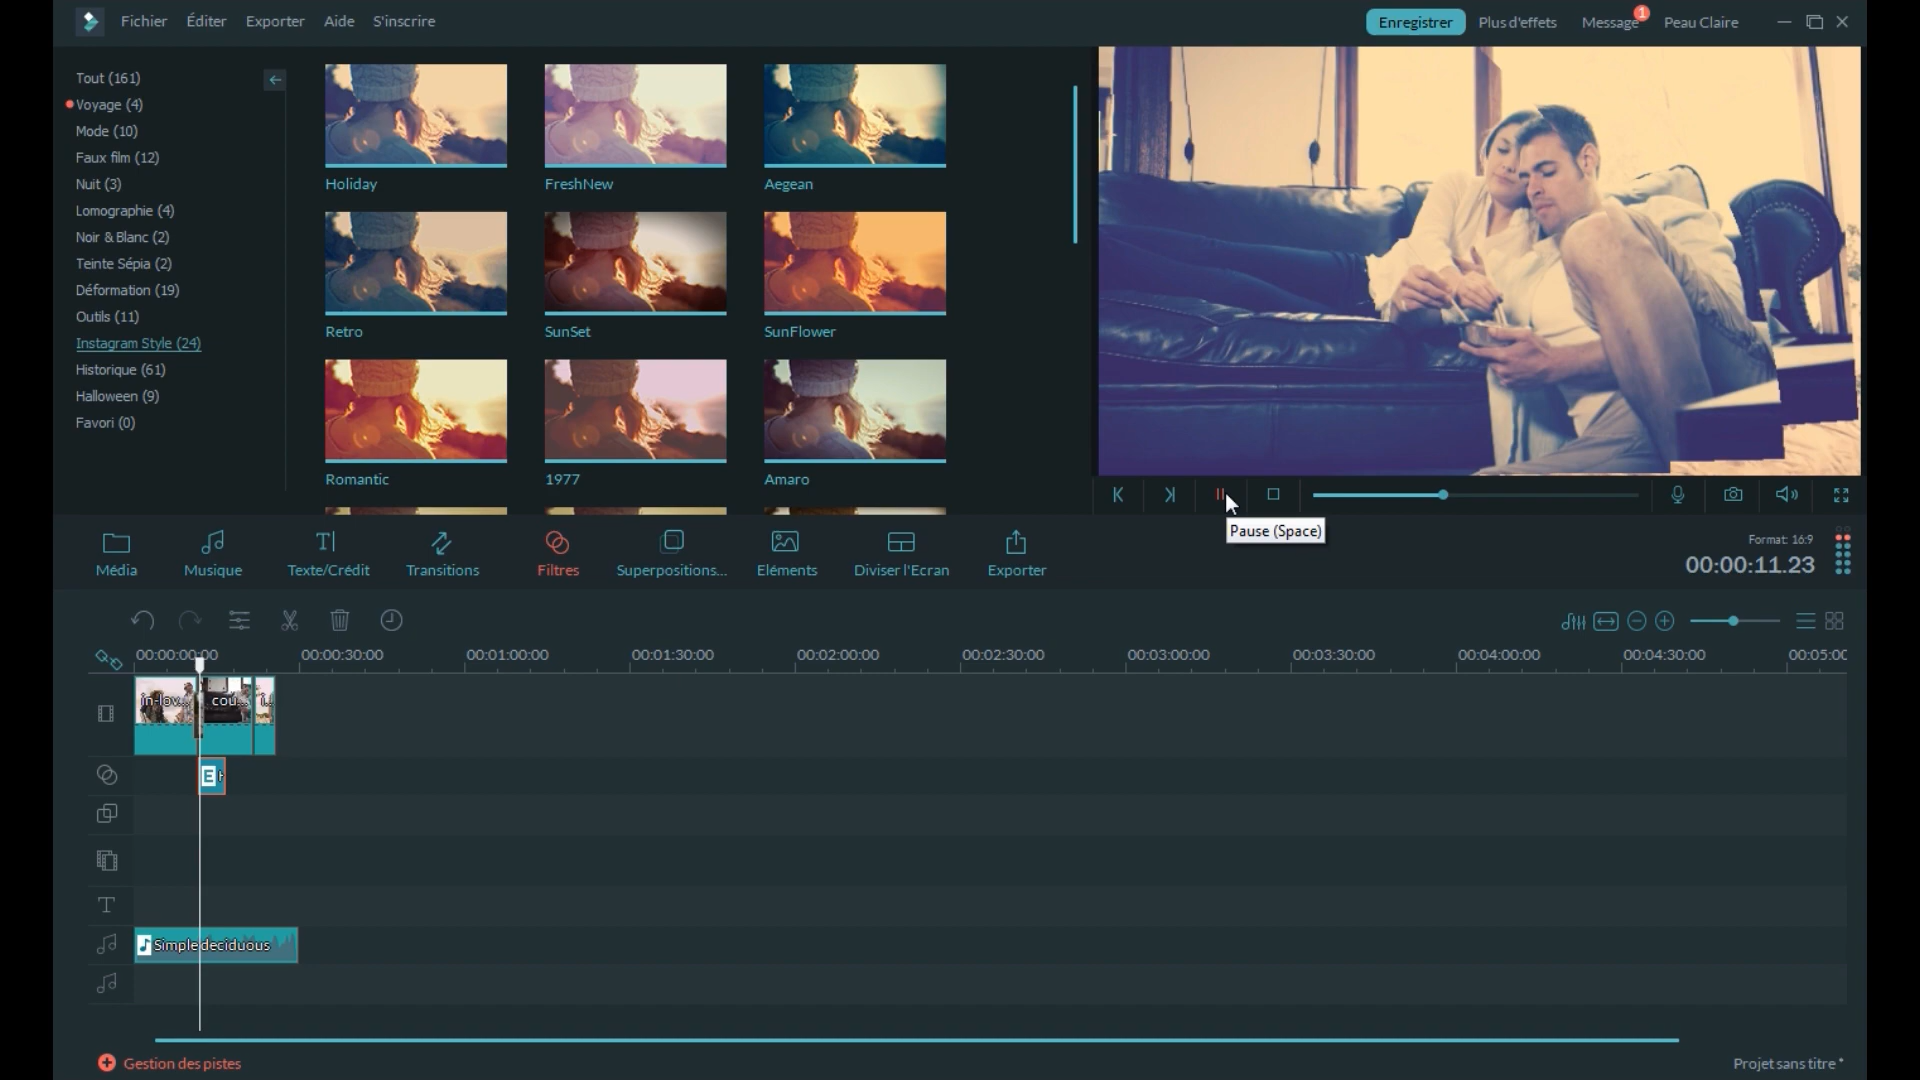 Fichier Éditer Exporter Aide S'inscrire
Enregistrer Plus d'effets Message 1 Peau Claire
Tout (161)
Voyage (4)
Mode (10)
Faux film (12)
Nuit (3)
Lomographie (4)
Noir & Blanc (2)
Teinte Sépia (2)
Déformation (19)
Outils (11)
Instagram Style (24)
Historique (61)
Halloween (9)
Favori (0)
Holiday FreshNew Aegean
Retro SunSet SunFlower
Romantic 1977 Amaro
Pause (Space)
Média Musique Texte/Crédit Transitions Filtres Superpositions... Eléments Diviser l'Ecran Exporter
Format: 16:9
00:00:11.23
00:00:00:00 00:00:30:00 00:01:00:00 00:01:30:00 00:02:00:00 00:02:30:00 00:03:00:00 00:03:30:00 00:04:00:00 00:04:30:00 00:05:00
in-lov... cou... i...
E
T
Simple deciduous
Gestion des pistes
Projet sans titre *